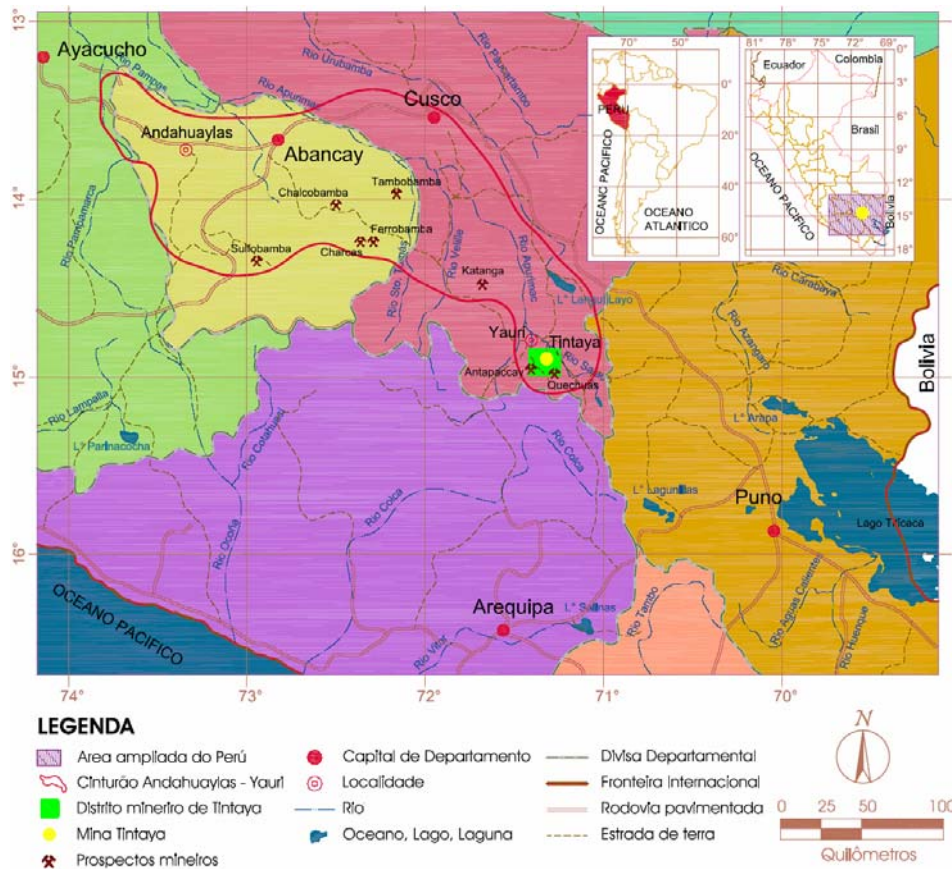 13°
Ayacucho
Rio Pampas
Rio Urubamba
Rio Paucartambo
Rio Apurimac
Cusco
Andahuaylas
Abancay
14°
Chalcobamba
Tambobamba
Ferrobamba
Charcas
Sulfobamba
Rio Pampamarca
Rio Sto. Tomás
Rio Velille
Rio Apurimac
Katanga
L° Langui Layo
Yauri
Tintaya
Antapaccay
Quechuas
15°
Rio Lampalla
L° Parinacocha
Rio Cotahuasi
Rio Ocoña
Rio Colca
Rio Colca
L° Lagunillas
Rio Carabaya
Rio Azangaro
L° Arapa
Bolivia
Puno
Lago Titicaca
16°
OCEANO PACIFICO
Arequipa
Rio Vitor
L° Salinas
Rio Tambo
Rio Aguas Caliente
Rio Huenque
74° 73° 72° 71° 70°
70° 50°
0°
PERU
20°
40°
60°
OCEANO PACIFICO
OCEANO
ATLANTICO
81° 78° 75° 72° 69°
0°
3°
6°
9°
12°
15°
18°
Ecuador
Colombia
Brasil
Bolivia
OCEANO PACIFICO
LEGENDA
Area ampliada do Perú
Cinturão Andahuaylas - Yauri
Distrito mineriro de Tintaya
Mina Tintaya
Prospectos mineiros
Capital de Departamento
Localidade
Rio
Oceano, Lago, Laguna
Divisa Departamental
Fronteira Internacional
Rodovia pavimentada
Estrada de terra
N
0 25 50 100
Quilômetros